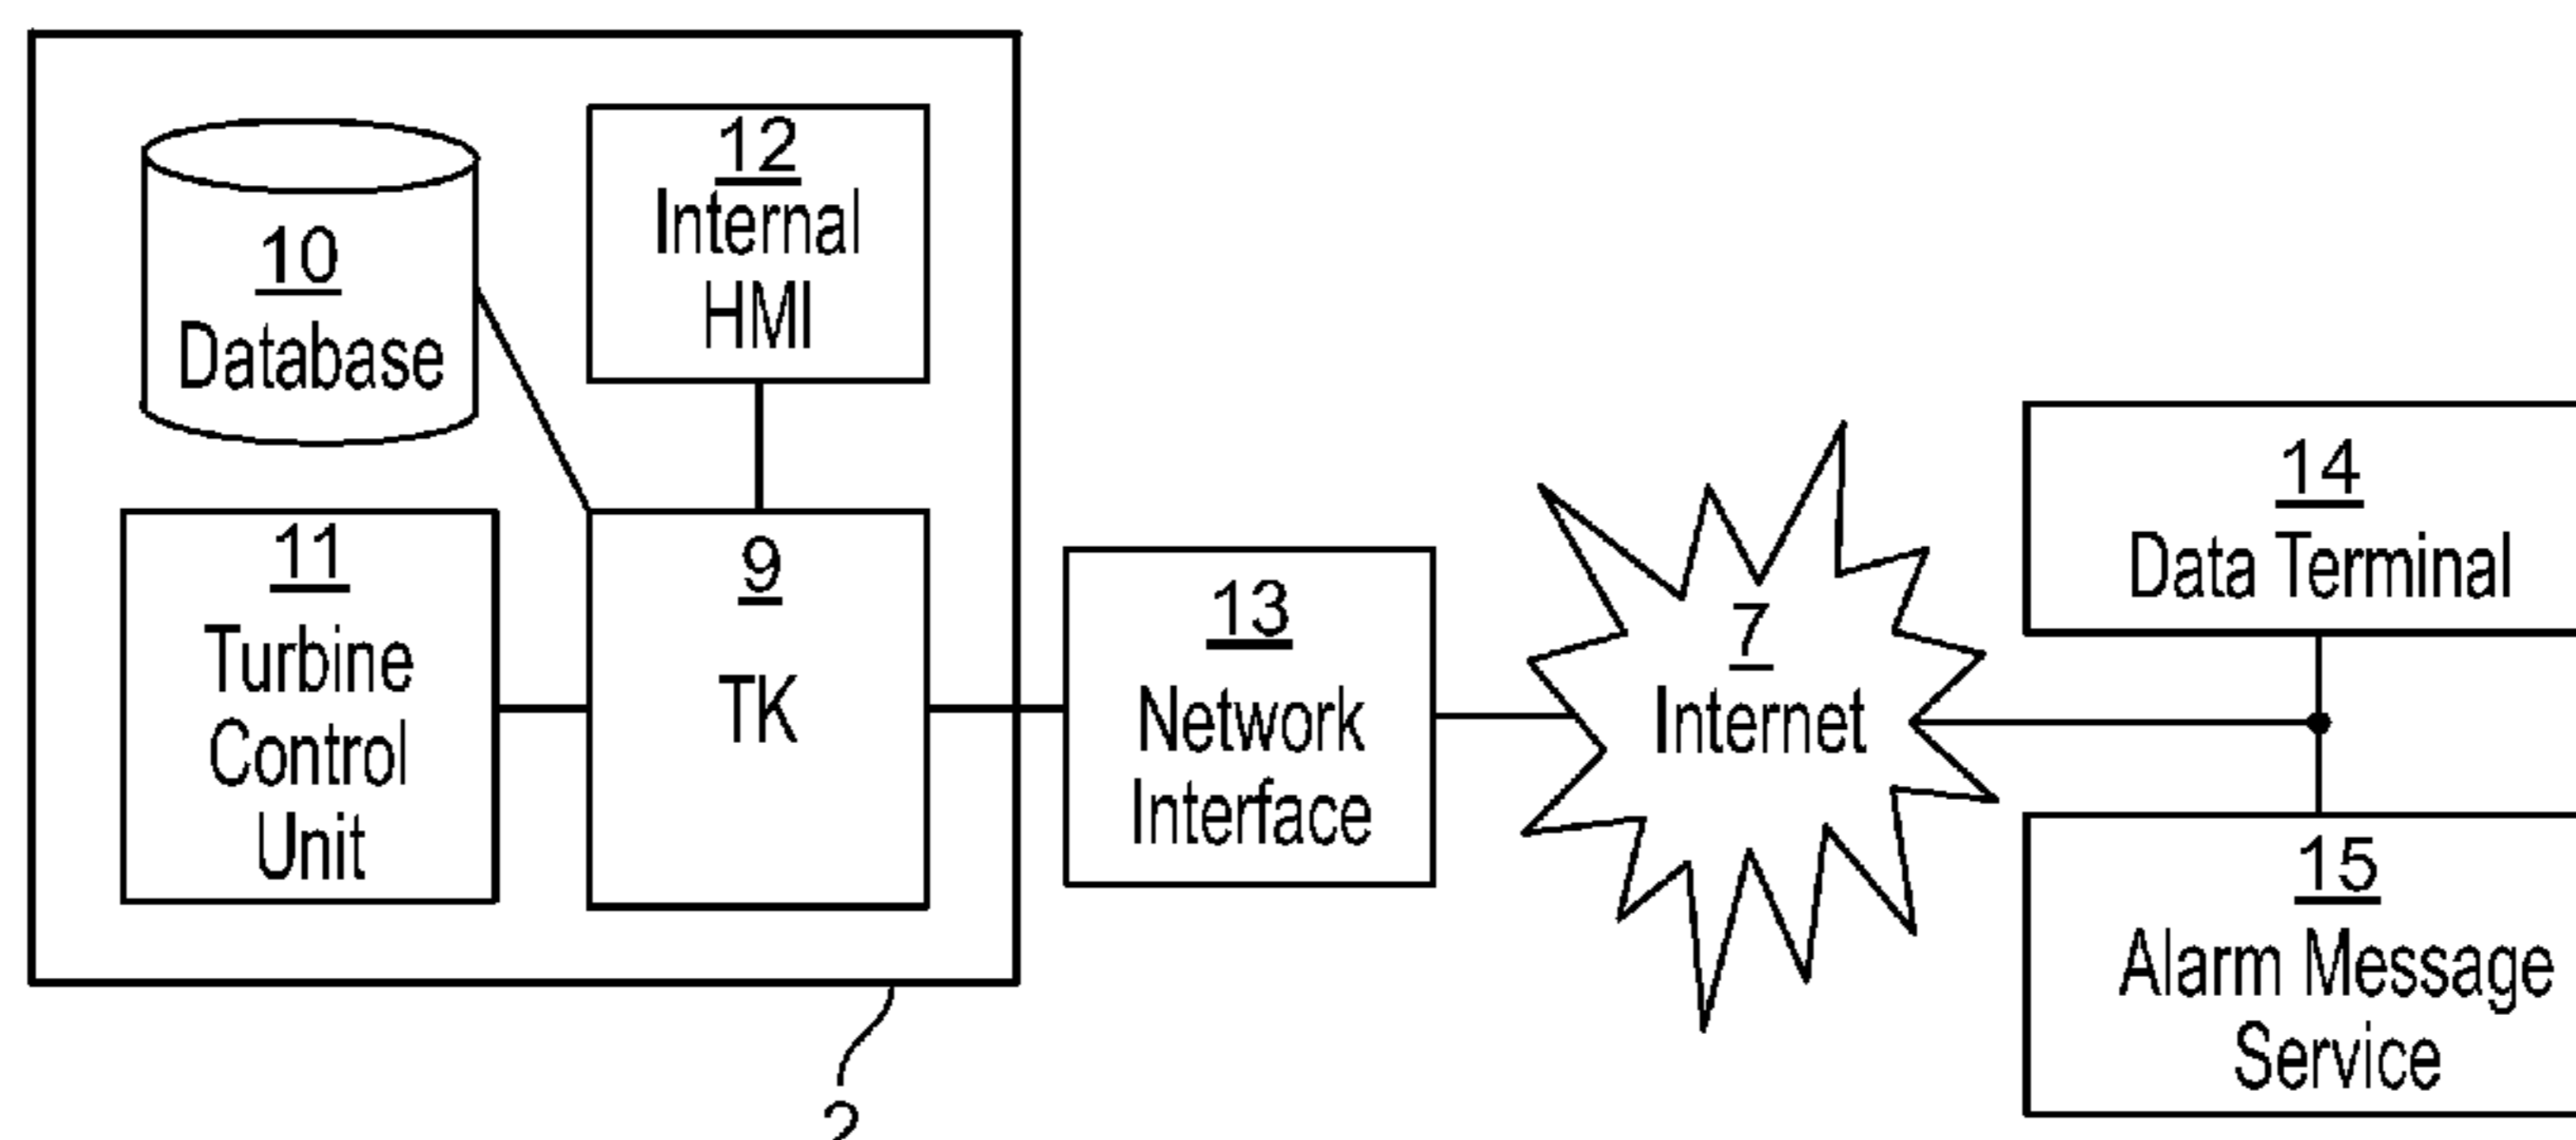 10
Database
12
Internal
HMI
11
Turbine
Control
Unit
9
TK
13
Network
Interface
7
Internet
14
Data Terminal
15
Alarm Message
Service
2